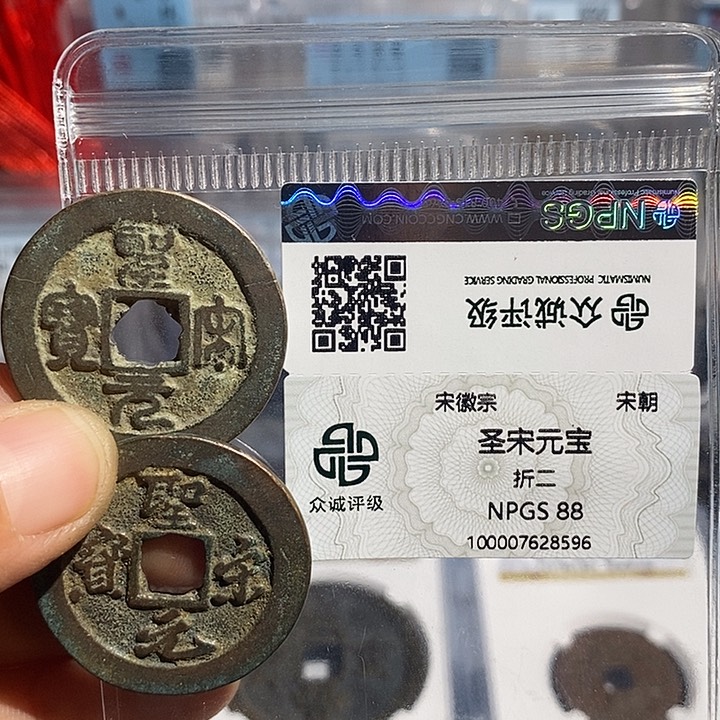 聖宋元寶
聖宋元寶
WWW.CNGCCOIN.COM
NPGS
NUMISMATIC PROFESSIONAL GRADING SERVICE
众诚评级
宋徽宗 宋朝
圣宋元宝
折二
众诚评级
NPGS 88
100007628596